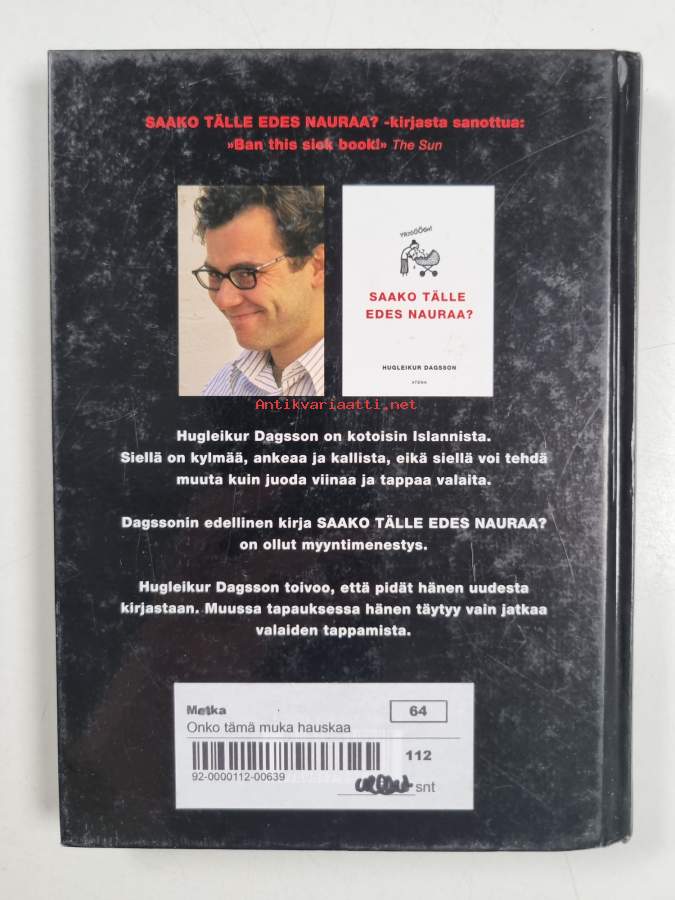 SAAKO TÄLLE EDES NAURAA? -kirjasta sanottua:
»Ban this sick book!» The Sun
YRJÖÖÖGH!
SAAKO TÄLLE
EDES NAURAA?
HUGLEIKUR DAGSSON
ATENA
Antikvariaatti.net
Hugleikur Dagsson on kotoisin Islannista.
Siellä on kylmää, ankeaa ja kallista, eikä siellä voi tehdä
muuta kuin juoda viinaa ja tappaa valaita.
Dagssonin edellinen kirja SAAKO TÄLLE EDES NAURAA?
on ollut myyntimenestys.
Hugleikur Dagsson toivoo, että pidät hänen uudesta
kirjastaan. Muussa tapauksessa hänen täytyy vain jatkaa
valaiden tappamista.
Metka 64
Onko tämä muka hauskaa
112
92-0000112-00639
snt